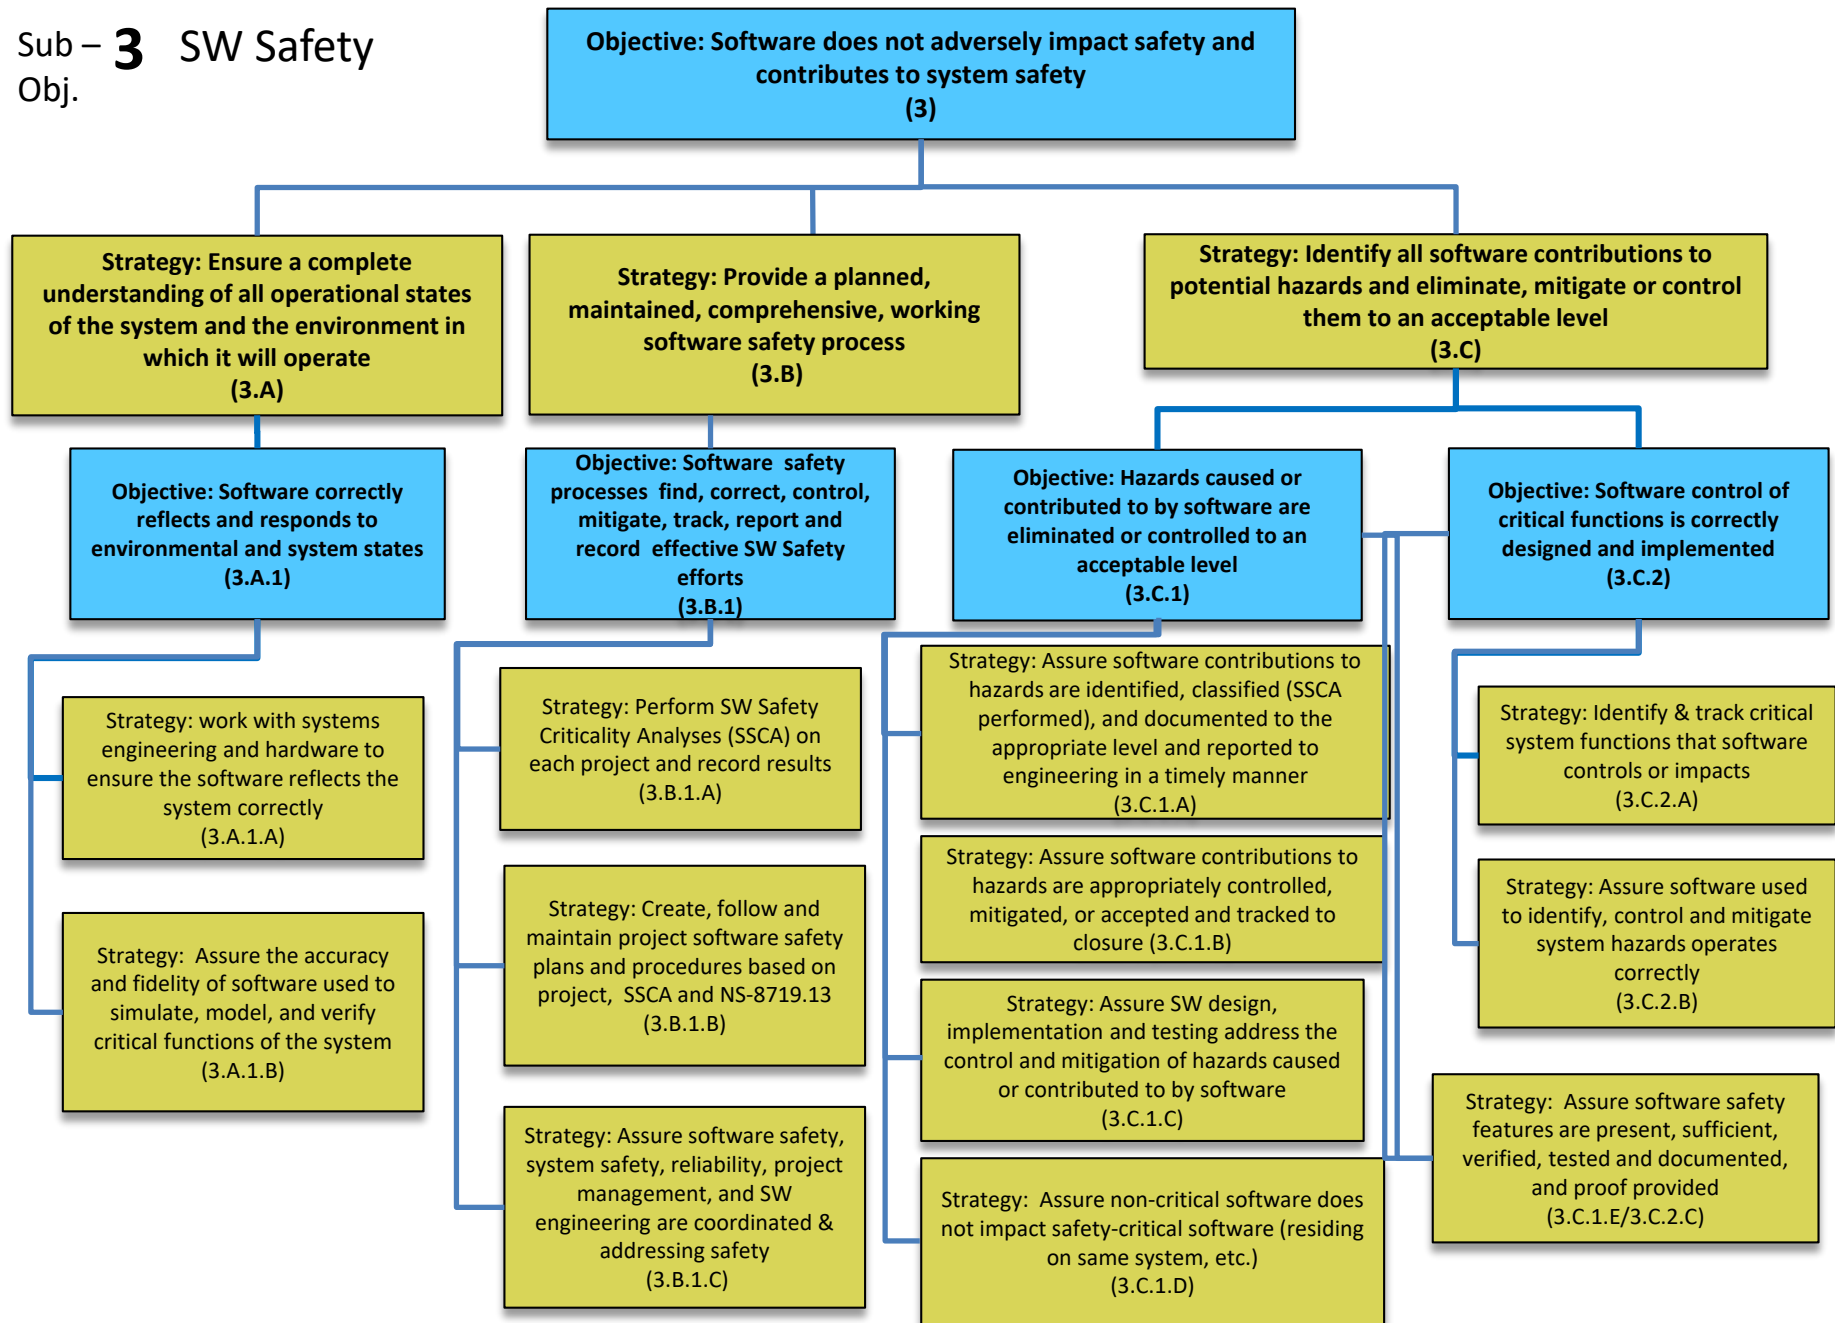 Sub – 3 SW Safety
Obj.
Objective: Software does not adversely impact safety and
contributes to system safety
(3)
Strategy: Ensure a complete
understanding of all operational states
of the system and the environment in
which it will operate
(3.A)
Strategy: Provide a planned,
maintained, comprehensive, working
software safety process
(3.B)
Strategy: Identify all software contributions to
potential hazards and eliminate, mitigate or control
them to an acceptable level
(3.C)
Objective: Software correctly
reflects and responds to
environmental and system states
(3.A.1)
Objective: Software safety
processes find, correct, control,
mitigate, track, report and
record effective SW Safety
efforts
(3.B.1)
Objective: Hazards caused or
contributed to by software are
eliminated or controlled to an
acceptable level
(3.C.1)
Objective: Software control of
critical functions is correctly
designed and implemented
(3.C.2)
Strategy: work with systems
engineering and hardware to
ensure the software reflects the
system correctly
(3.A.1.A)
Strategy: Assure the accuracy
and fidelity of software used to
simulate, model, and verify
critical functions of the system
(3.A.1.B)
Strategy: Perform SW Safety
Criticality Analyses (SSCA) on
each project and record results
(3.B.1.A)
Strategy: Create, follow and
maintain project software safety
plans and procedures based on
project, SSCA and NS-8719.13
(3.B.1.B)
Strategy: Assure software safety,
system safety, reliability, project
management, and SW
engineering are coordinated &
addressing safety
(3.B.1.C)
Strategy: Assure software contributions to
hazards are identified, classified (SSCA
performed), and documented to the
appropriate level and reported to
engineering in a timely manner
(3.C.1.A)
Strategy: Assure software contributions to
hazards are appropriately controlled,
mitigated, or accepted and tracked to
closure (3.C.1.B)
Strategy: Assure SW design,
implementation and testing address the
control and mitigation of hazards caused
or contributed to by software
(3.C.1.C)
Strategy: Assure non-critical software does
not impact safety-critical software (residing
on same system, etc.)
(3.C.1.D)
Strategy: Identify & track critical
system functions that software
controls or impacts
(3.C.2.A)
Strategy: Assure software used
to identify, control and mitigate
system hazards operates
correctly
(3.C.2.B)
Strategy: Assure software safety
features are present, sufficient,
verified, tested and documented,
and proof provided
(3.C.1.E/3.C.2.C)